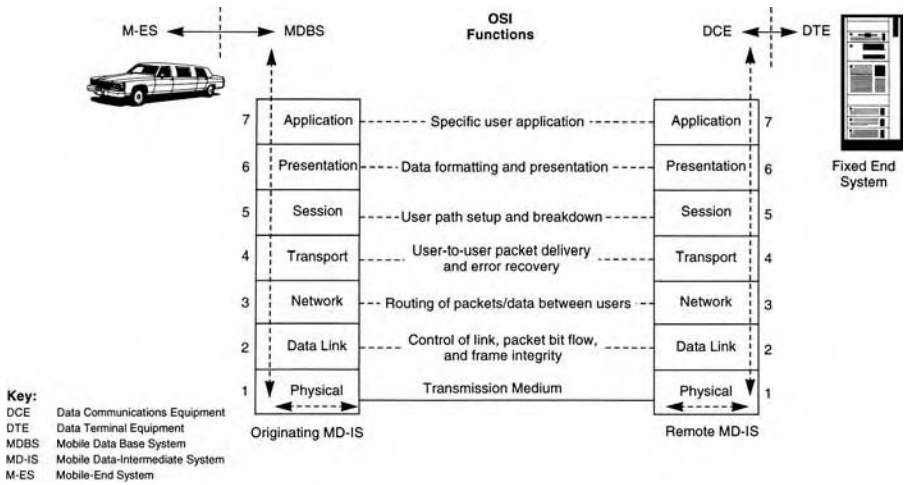 M-ES
MDBS
OSI
Functions
DCE
DTE
7 Application Specific user application Application 7
6 Presentation Data formatting and presentation Presentation 6
Fixed End
System
5 Session User path setup and breakdown Session 5
4 Transport User-to-user packet delivery
and error recovery Transport 4
3 Network Routing of packets/data between users Network 3
2 Data Link Control of link, packet bit flow,
and frame integrity Data Link 2
1 Physical Transmission Medium Physical 1
Originating MD-IS
Remote MD-IS
Key:
DCE Data Communications Equipment
DTE Data Terminal Equipment
MDBS Mobile Data Base System
MD-IS Mobile Data-Intermediate System
M-ES Mobile-End System